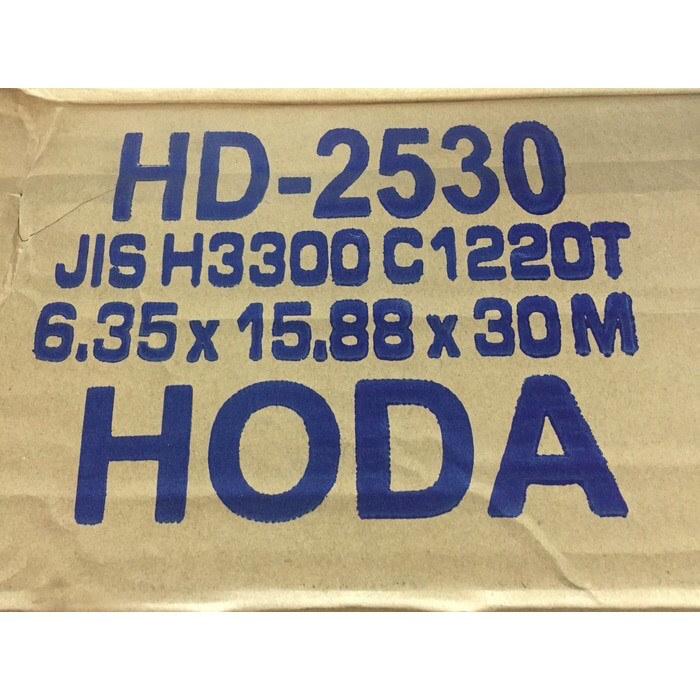 HD-2530
JIS H3300 C1220T
6.35 x 15.88 x 30 M
HODA